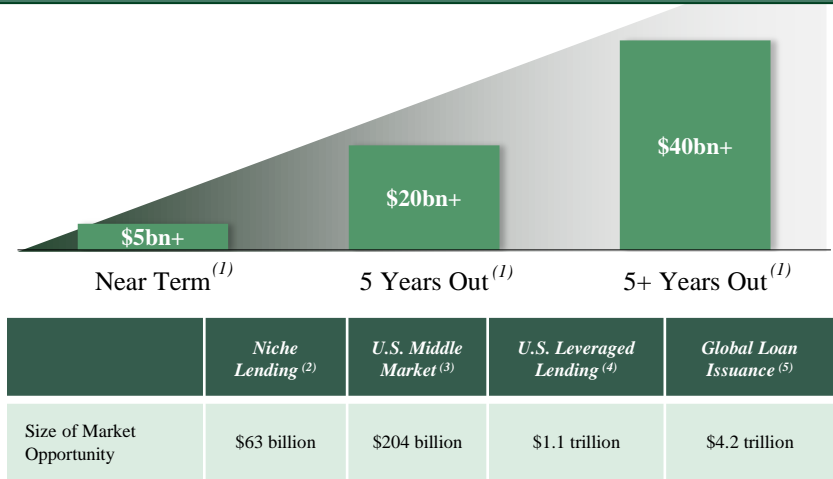 $5bn+
$20bn+
$40bn+
Near Term(1)
5 Years Out(1)
5+ Years Out(1)
Niche
Lending (2)
U.S. Middle
Market (3)
U.S. Leveraged
Lending (4)
Global Loan
Issuance (5)
Size of Market
Opportunity
$63 billion
$204 billion
$1.1 trillion
$4.2 trillion